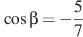 cos β = −5/7